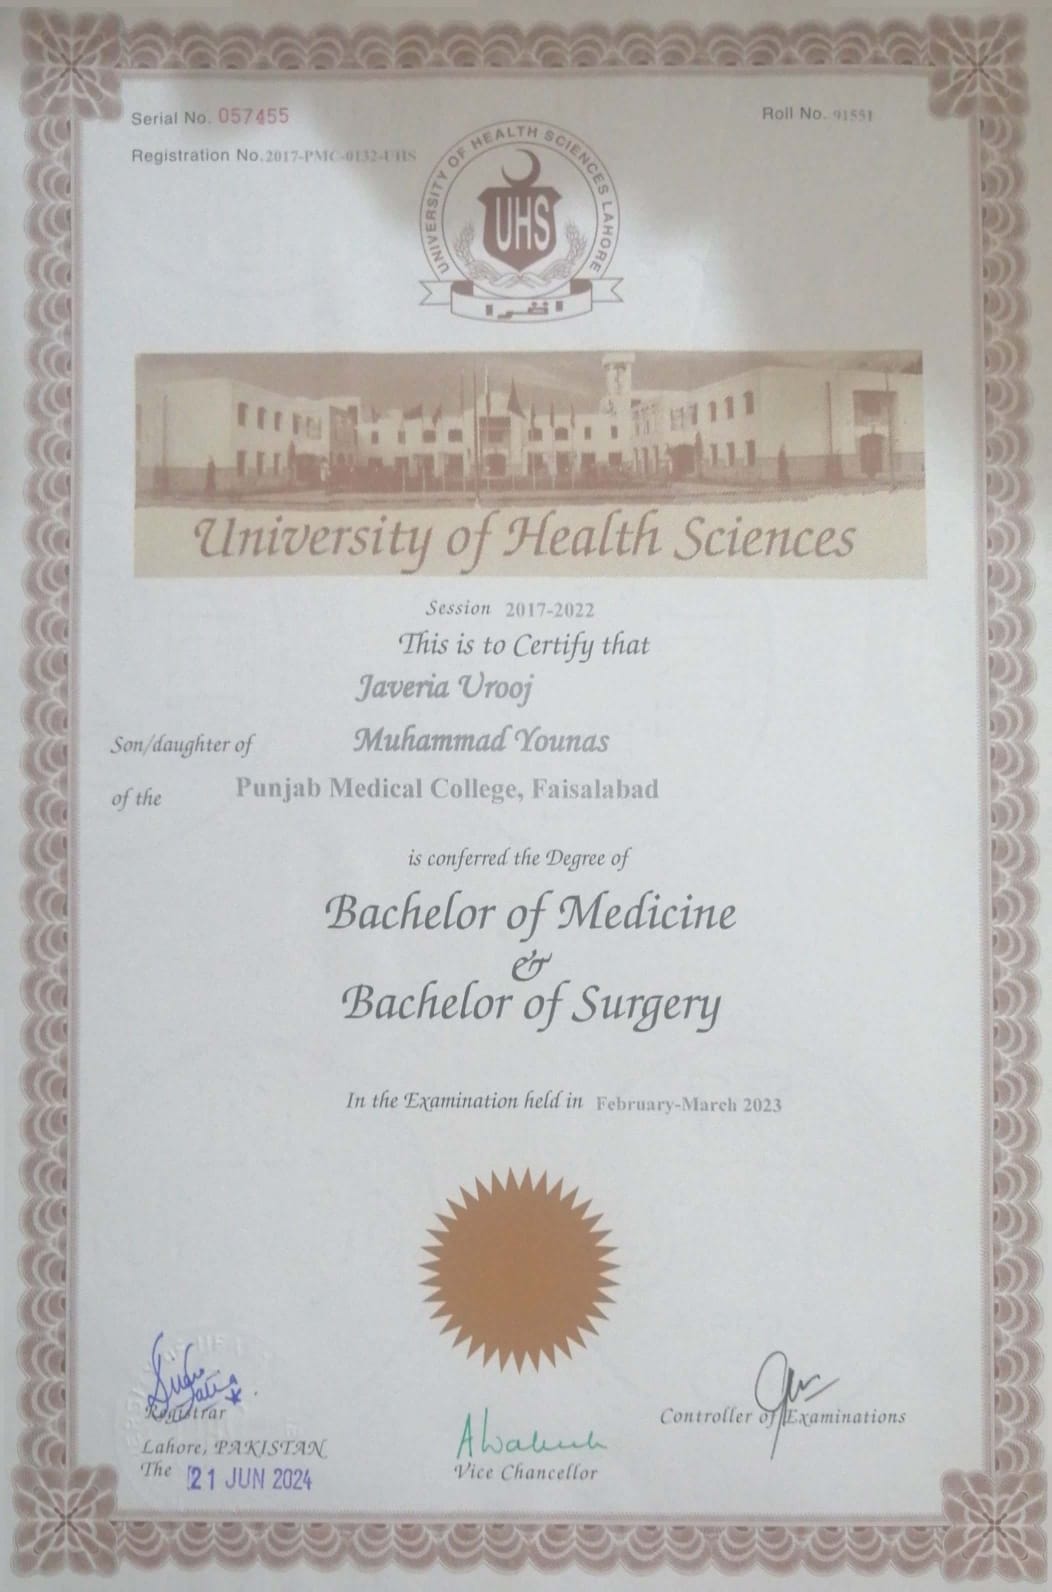 Serial No. 057455
Roll No. 91551
Registration No. 2017-PMC-0132-UHS
UNIVERSITY OF HEALTH SCIENCES LAHORE
UHS
اقرا
University of Health Sciences
Session 2017-2022
This is to Certify that
Javeria Urooj
Son/daughter of Muhammad Younas
of the Punjab Medical College, Faisalabad
is conferred the Degree of
Bachelor of Medicine
&
Bachelor of Surgery
In the Examination held in February-March 2023
Registrar
Controller of Examinations
Lahore, PAKISTAN
Vice Chancellor
The 21 JUN 2024